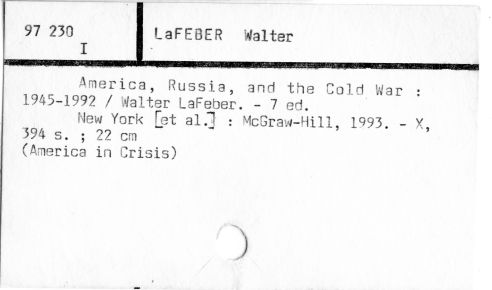 97 230
I
LaFEBER Walter
America, Russia, and the Cold War :
1945-1992 / Walter LaFeber. - 7 ed.
New York [et al.] : McGraw-Hill, 1993. - X,
394 s. ; 22 cm
(America in Crisis)